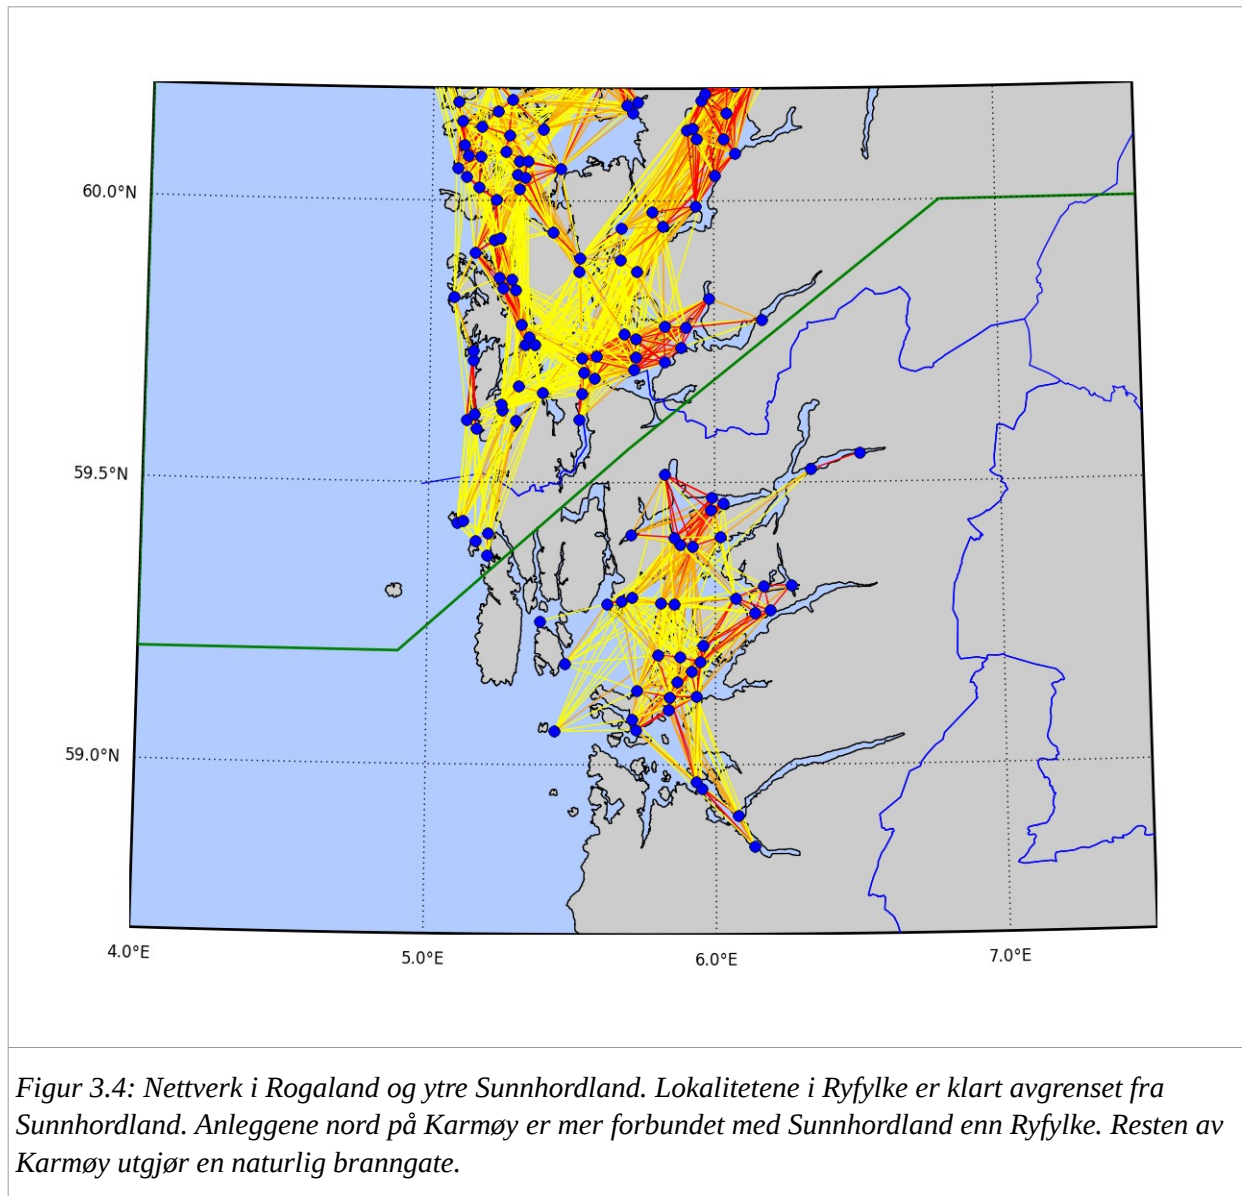 60.0°N
59.5°N
59.0°N
4.0°E
5.0°E
6.0°E
7.0°E
Figur 3.4: Nettverk i Rogaland og ytre Sunnhordland. Lokalitetene i Ryfylke er klart avgrenset fra
Sunnhordland. Anleggene nord på Karmøy er mer forbundet med Sunnhordland enn Ryfylke. Resten av
Karmøy utgjør en naturlig branngate.